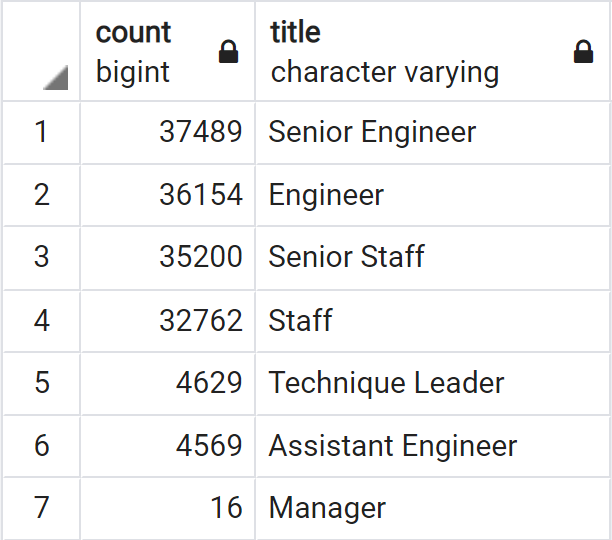 count title
bigint character varying
1 37489 Senior Engineer
2 36154 Engineer
3 35200 Senior Staff
4 32762 Staff
5 4629 Technique Leader
6 4569 Assistant Engineer
7 16 Manager